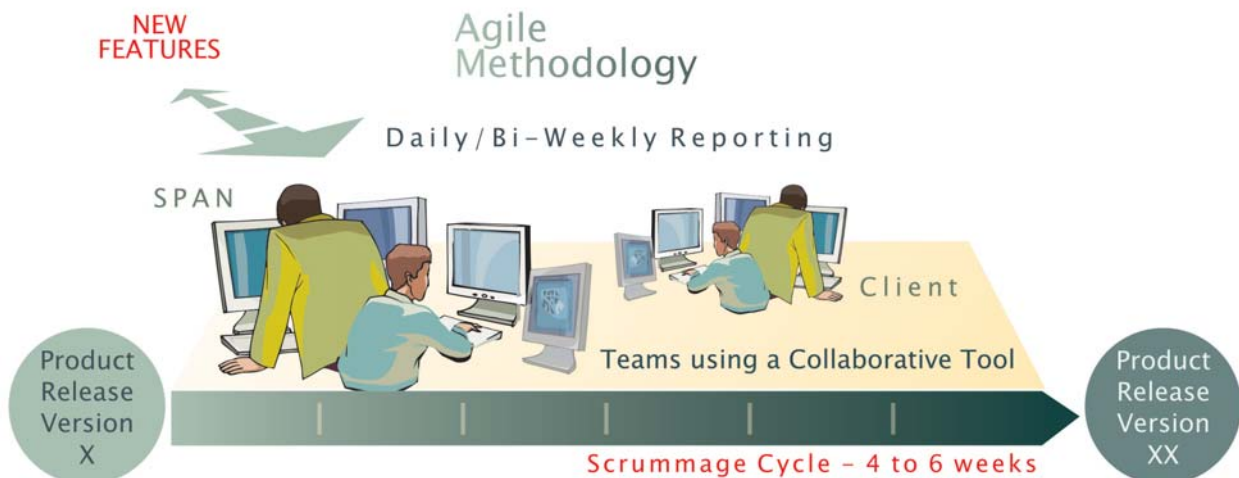 NEW
FEATURES
Agile
Methodology
Daily/Bi-Weekly Reporting
SPAN
Client
Teams using a Collaborative Tool
Product
Release
Version
X
Product
Release
Version
XX
Scrummage Cycle – 4 to 6 weeks